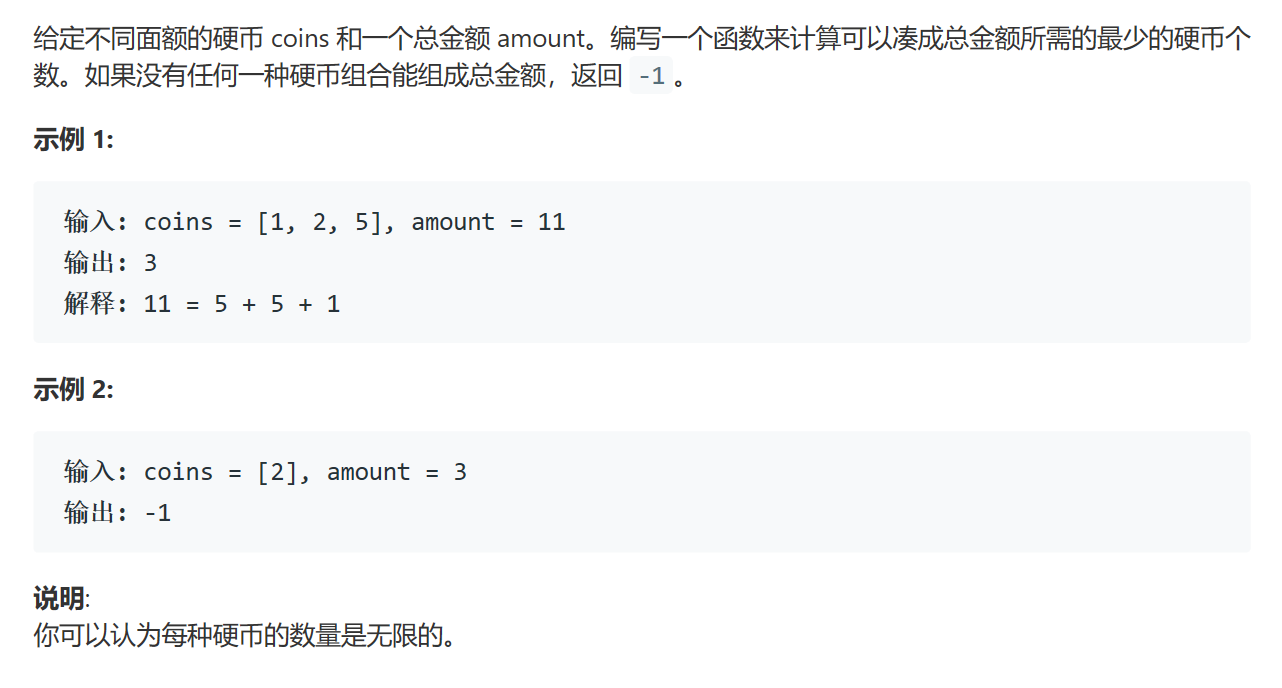 给定不同面额的硬币 coins 和一个总金额 amount。编写一个函数来计算可以凑成总金额所需的最少的硬币个
数。如果没有任何一种硬币组合能组成总金额，返回 -1 。
示例 1:
输入: coins = [1, 2, 5], amount = 11
输出: 3
解释: 11 = 5 + 5 + 1
示例 2:
输入: coins = [2], amount = 3
输出: -1
说明:
你可以认为每种硬币的数量是无限的。